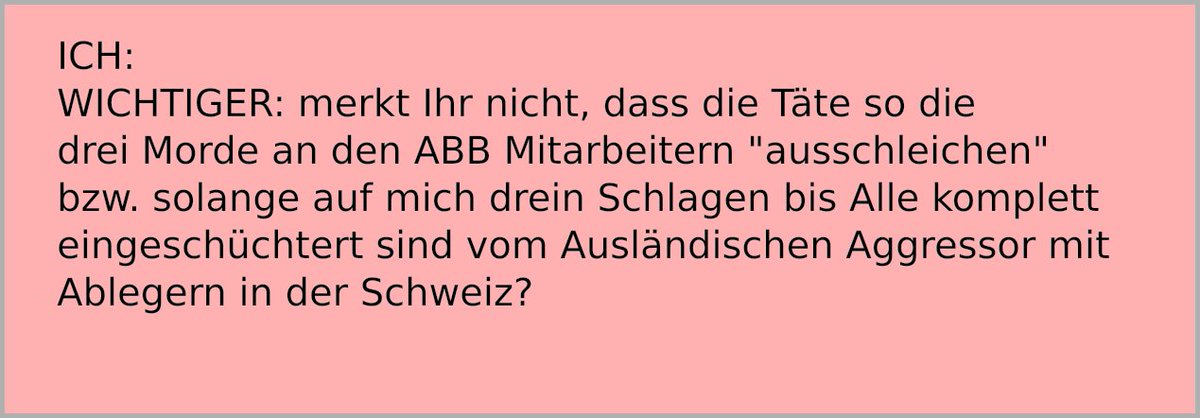 ICH:
WICHTIGER: merkt Ihr nicht, dass die Täte so die
drei Morde an den ABB Mitarbeitern "ausschleichen"
bzw. solange auf mich drein Schlagen bis Alle komplett
eingeschüchtert sind vom Ausländischen Aggressor mit
Ablegern in der Schweiz?